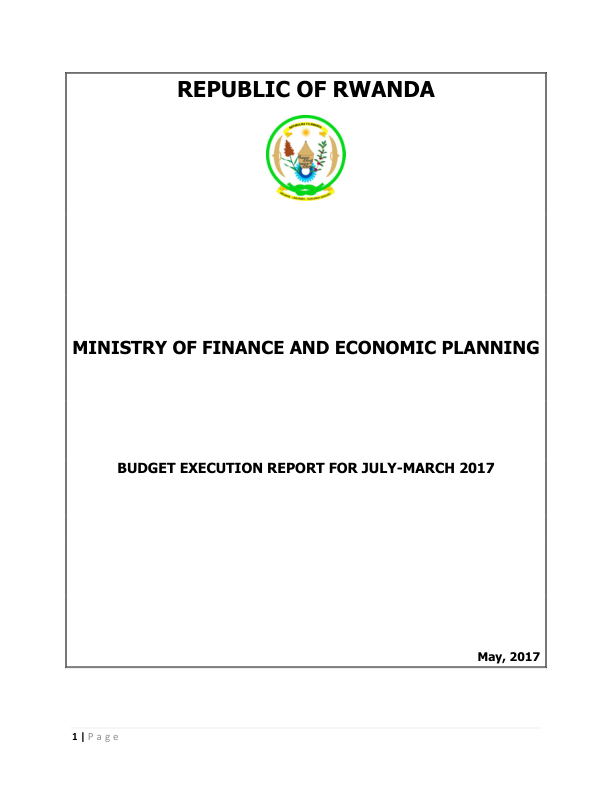 REPUBLIC OF RWANDA
MINISTRY OF FINANCE AND ECONOMIC PLANNING
BUDGET EXECUTION REPORT FOR JULY-MARCH 2017
May, 2017
1 | Page